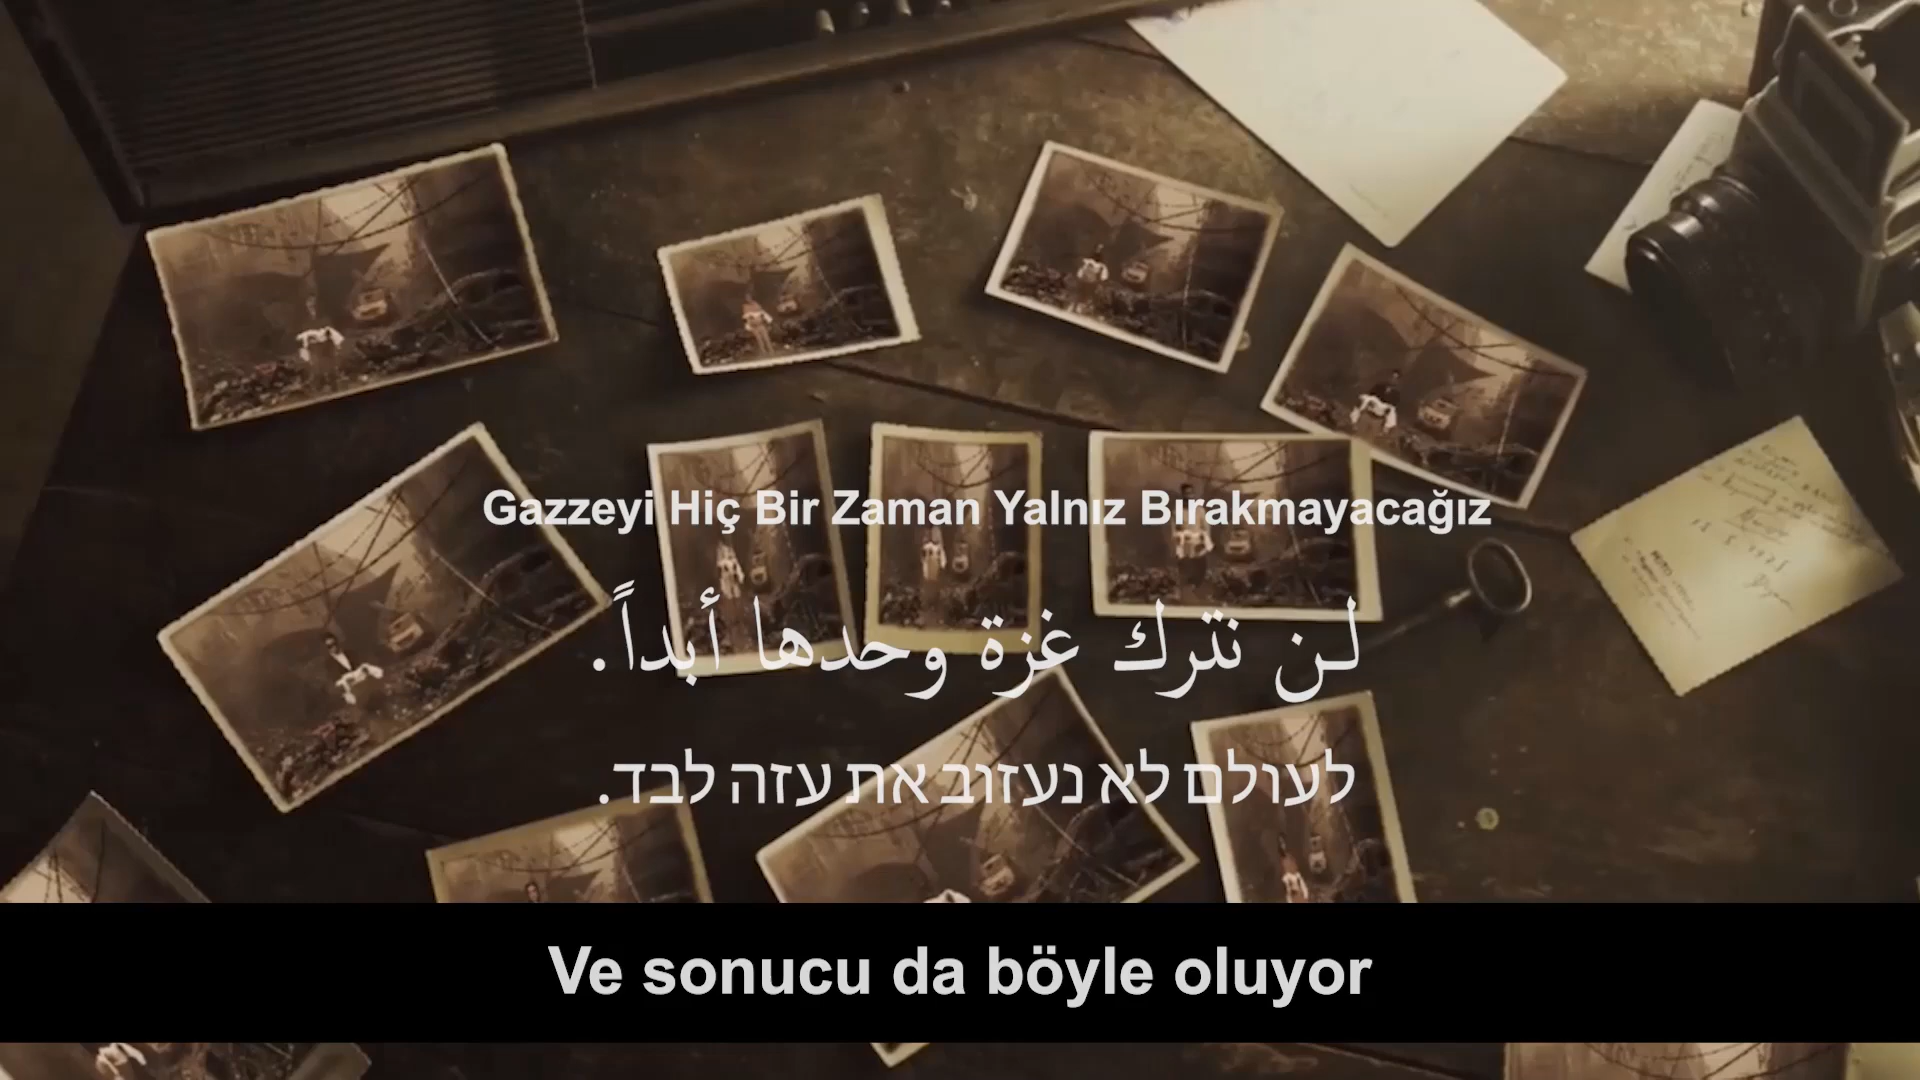 Gazzeyi Hiç Bir Zaman Yalnız Bırakmayacağız
لن نترك غزة وحدها أبداً.
לעולם לא נעזוב את עזה לבד.
Ve sonucu da böyle oluyor